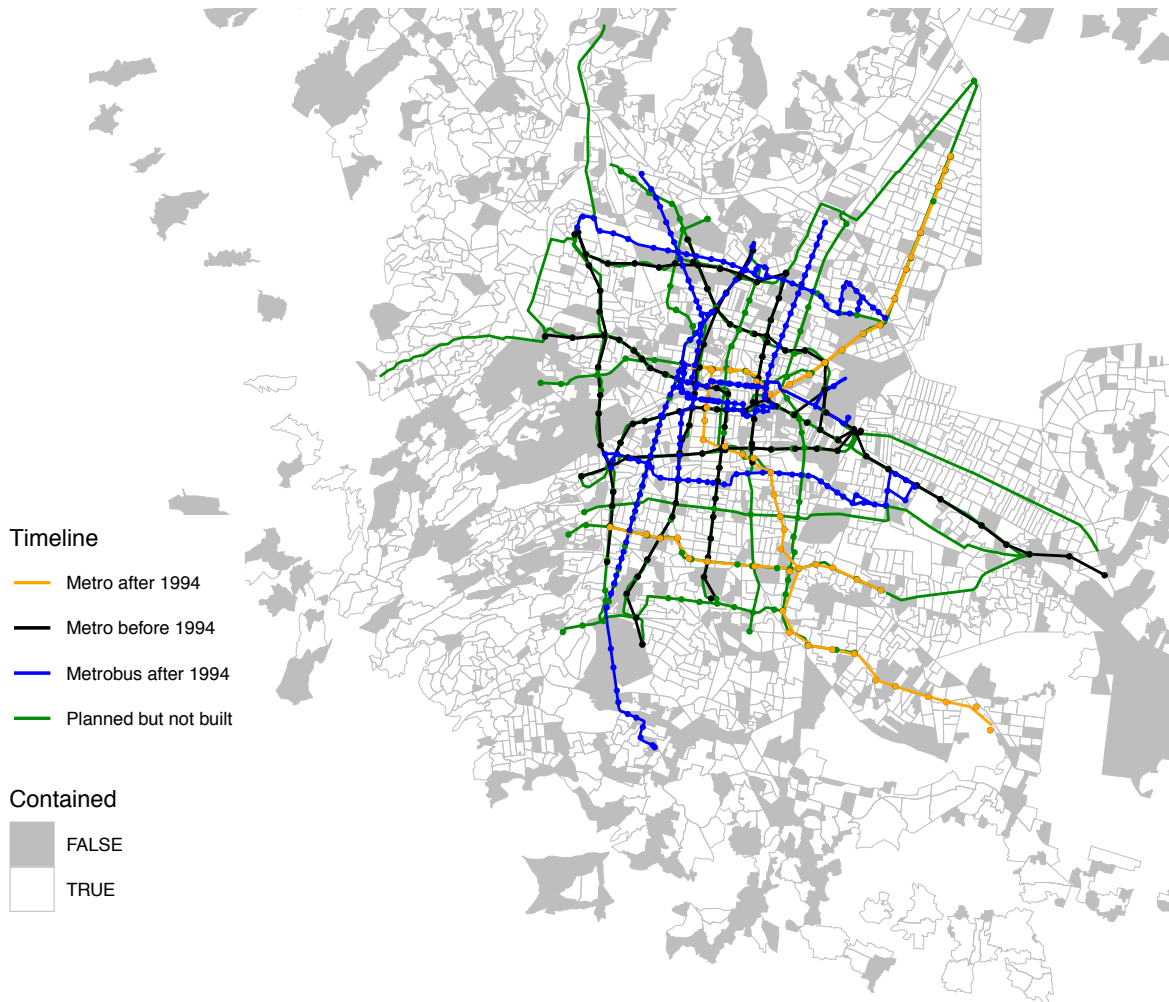 Timeline
Metro after 1994
Metro before 1994
Metrobus after 1994
Planned but not built
Contained
FALSE
TRUE